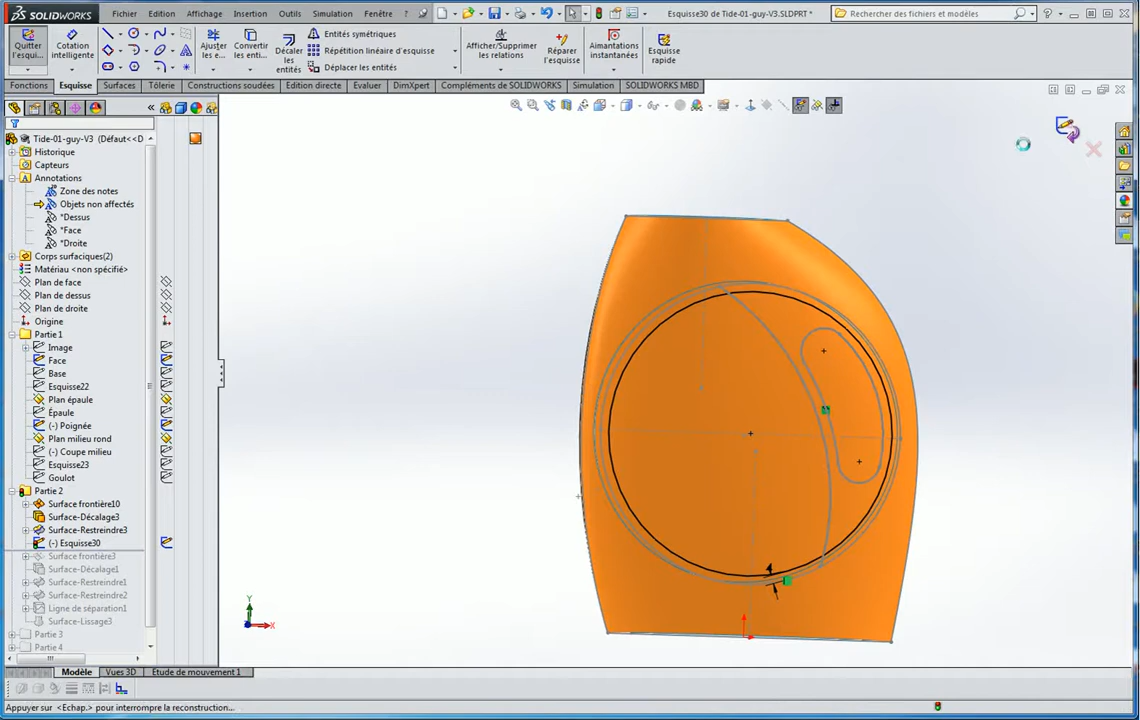 SOLIDWORKS
Fichier Edition Affichage Insertion Outils Simulation Fenêtre
Esquisse30 de Tide-01-guy-V3.SLDPRT *
Rechercher des fichiers et modèles
Quitter l'esqui...
Cotation intelligente
Ajuster les e...
Convertir les enti...
Décaler les entités
Entités symétriques
Répétition linéaire d'esquisse
Déplacer les entités
Afficher/Supprimer les relations
Réparer l'esquisse
Aimantations instantanées
Esquisse rapide
Fonctions Esquisse Surfaces Tôlerie Constructions soudées Edition directe Evaluer DimXpert Compléments de SOLIDWORKS Simulation SOLIDWORKS MBD
Tide-01-guy-V3 (Défaut<<D
Historique
Capteurs
Annotations
Zone des notes
Objets non affectés
*Dessus
*Face
*Droite
Corps surfaciques(2)
Matériau <non spécifié>
Plan de face
Plan de dessus
Plan de droite
Origine
Partie 1
Image
Face
Base
Esquisse22
Plan épaule
Épaule
(-) Poignée
Plan milieu rond
(-) Coupe milieu
Esquisse23
Goulot
Partie 2
Surface frontière10
Surface-Décalage3
Surface-Restreindre3
(-) Esquisse30
Surface frontière3
Surface-Décalage1
Surface-Restreindre1
Surface-Restreindre2
Ligne de séparation1
Surface-Lissage3
Partie 3
Partie 4
Y
X
Modèle Vues 3D Etude de mouvement 1
Appuyer sur <Echap.> pour interrompre la reconstruction...